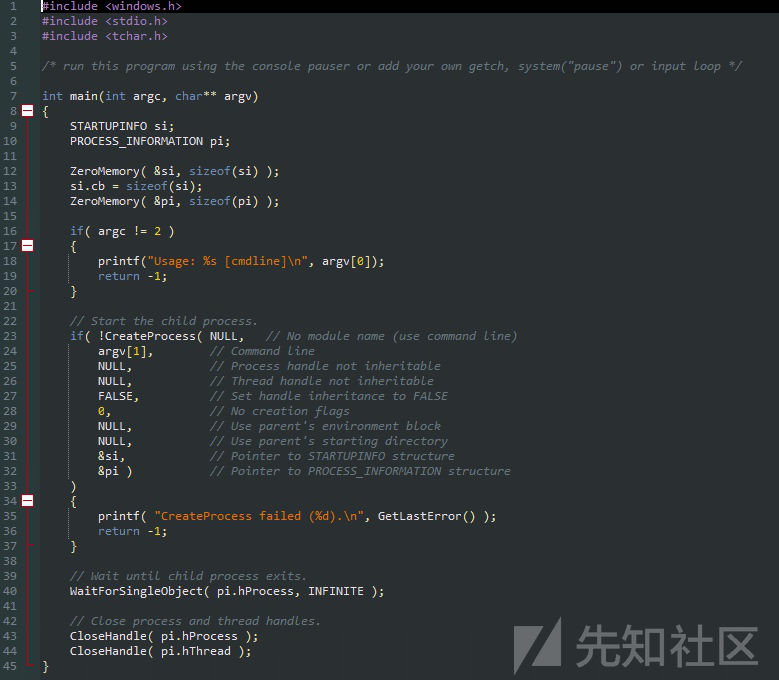 1 #include <windows.h>
2 #include <stdio.h>
3 #include <tchar.h>
4
5 /* run this program using the console pauser or add your own getch, system("pause") or input loop */
6
7 int main(int argc, char** argv)
8 {
9 STARTUPINFO si;
10 PROCESS_INFORMATION pi;
11
12 ZeroMemory( &si, sizeof(si) );
13 si.cb = sizeof(si);
14 ZeroMemory( &pi, sizeof(pi) );
15
16 if( argc != 2 )
17 {
18 printf("Usage: %s [cmdline]\n", argv[0]);
19 return -1;
20 }
21
22 // Start the child process.
23 if( !CreateProcess( NULL, // No module name (use command line)
24 argv[1], // Command line
25 NULL, // Process handle not inheritable
26 NULL, // Thread handle not inheritable
27 FALSE, // Set handle inheritance to FALSE
28 0, // No creation flags
29 NULL, // Use parent's environment block
30 NULL, // Use parent's starting directory
31 &si, // Pointer to STARTUPINFO structure
32 &pi ) // Pointer to PROCESS_INFORMATION structure
33 )
34 {
35 printf( "CreateProcess failed (%d).\n", GetLastError() );
36 return -1;
37 }
38
39 // Wait until child process exits.
40 WaitForSingleObject( pi.hProcess, INFINITE );
41
42 // Close process and thread handles.
43 CloseHandle( pi.hProcess );
44 CloseHandle( pi.hThread );
45 }
先知社区